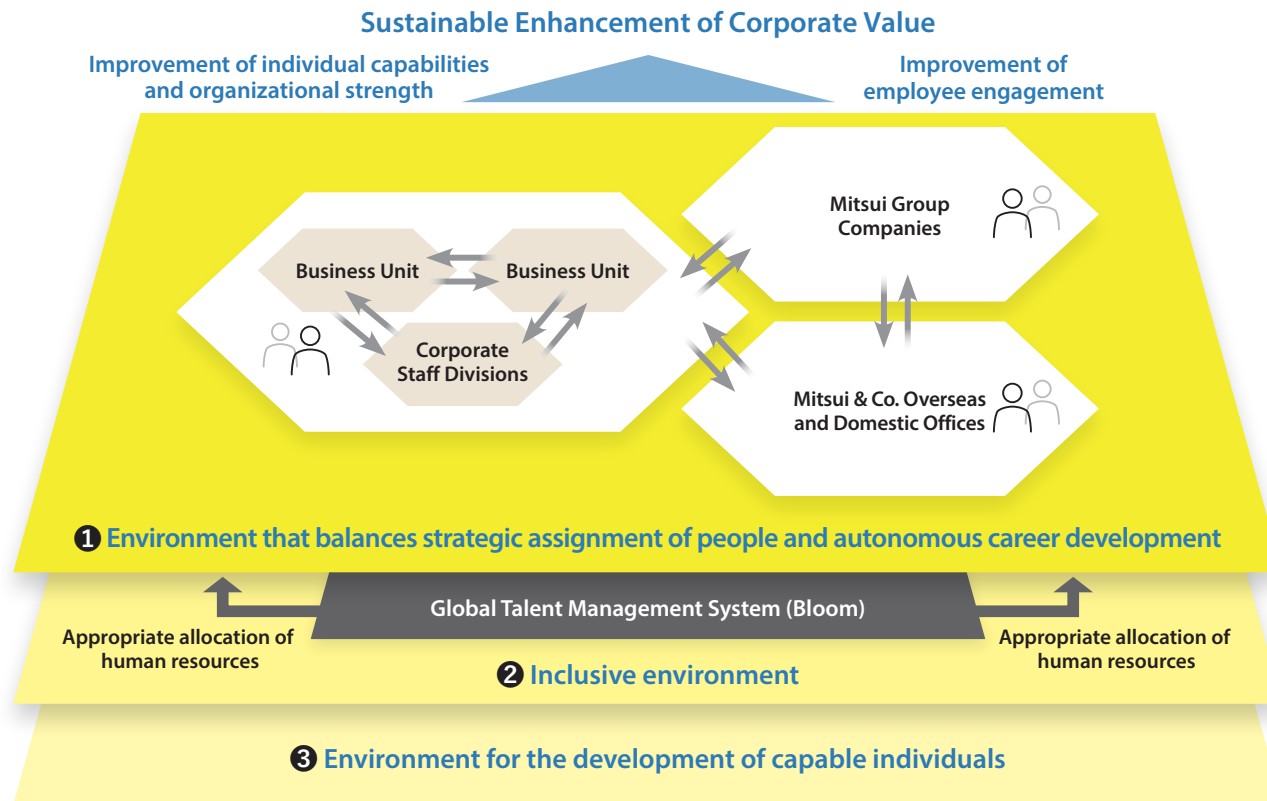 Sustainable Enhancement of Corporate Value
Improvement of individual capabilities
and organizational strength
Improvement of
employee engagement
Mitsui Group
Companies
Business Unit
Business Unit
Corporate
Staff Divisions
Mitsui & Co. Overseas
and Domestic Offices
❶ Environment that balances strategic assignment of people and autonomous career development
Global Talent Management System (Bloom)
Appropriate allocation of
human resources
Appropriate allocation of
human resources
❷ Inclusive environment
❸ Environment for the development of capable individuals